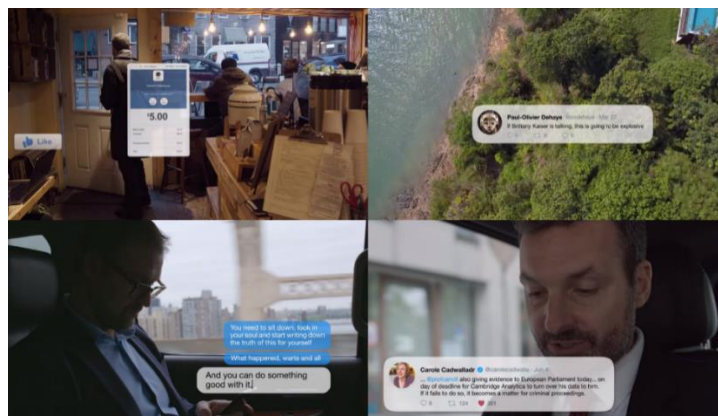 Like
$5.00
Paul-Olivier Dehaye
If Brittany Kaiser is talking, this is going to be explosive
You need to sit down, look in
your soul and start writing down
the truth of this for yourself
What happened, warts and all
And you can do something
good with it.
Carole Cadwalladr @carolecadwalla · Jun 4
... @profcarroll also giving evidence to European Parliament today... on
day of deadline for Cambridge Analytica to turn over his data to him.
If it fails to do so, it becomes a matter for criminal proceedings.